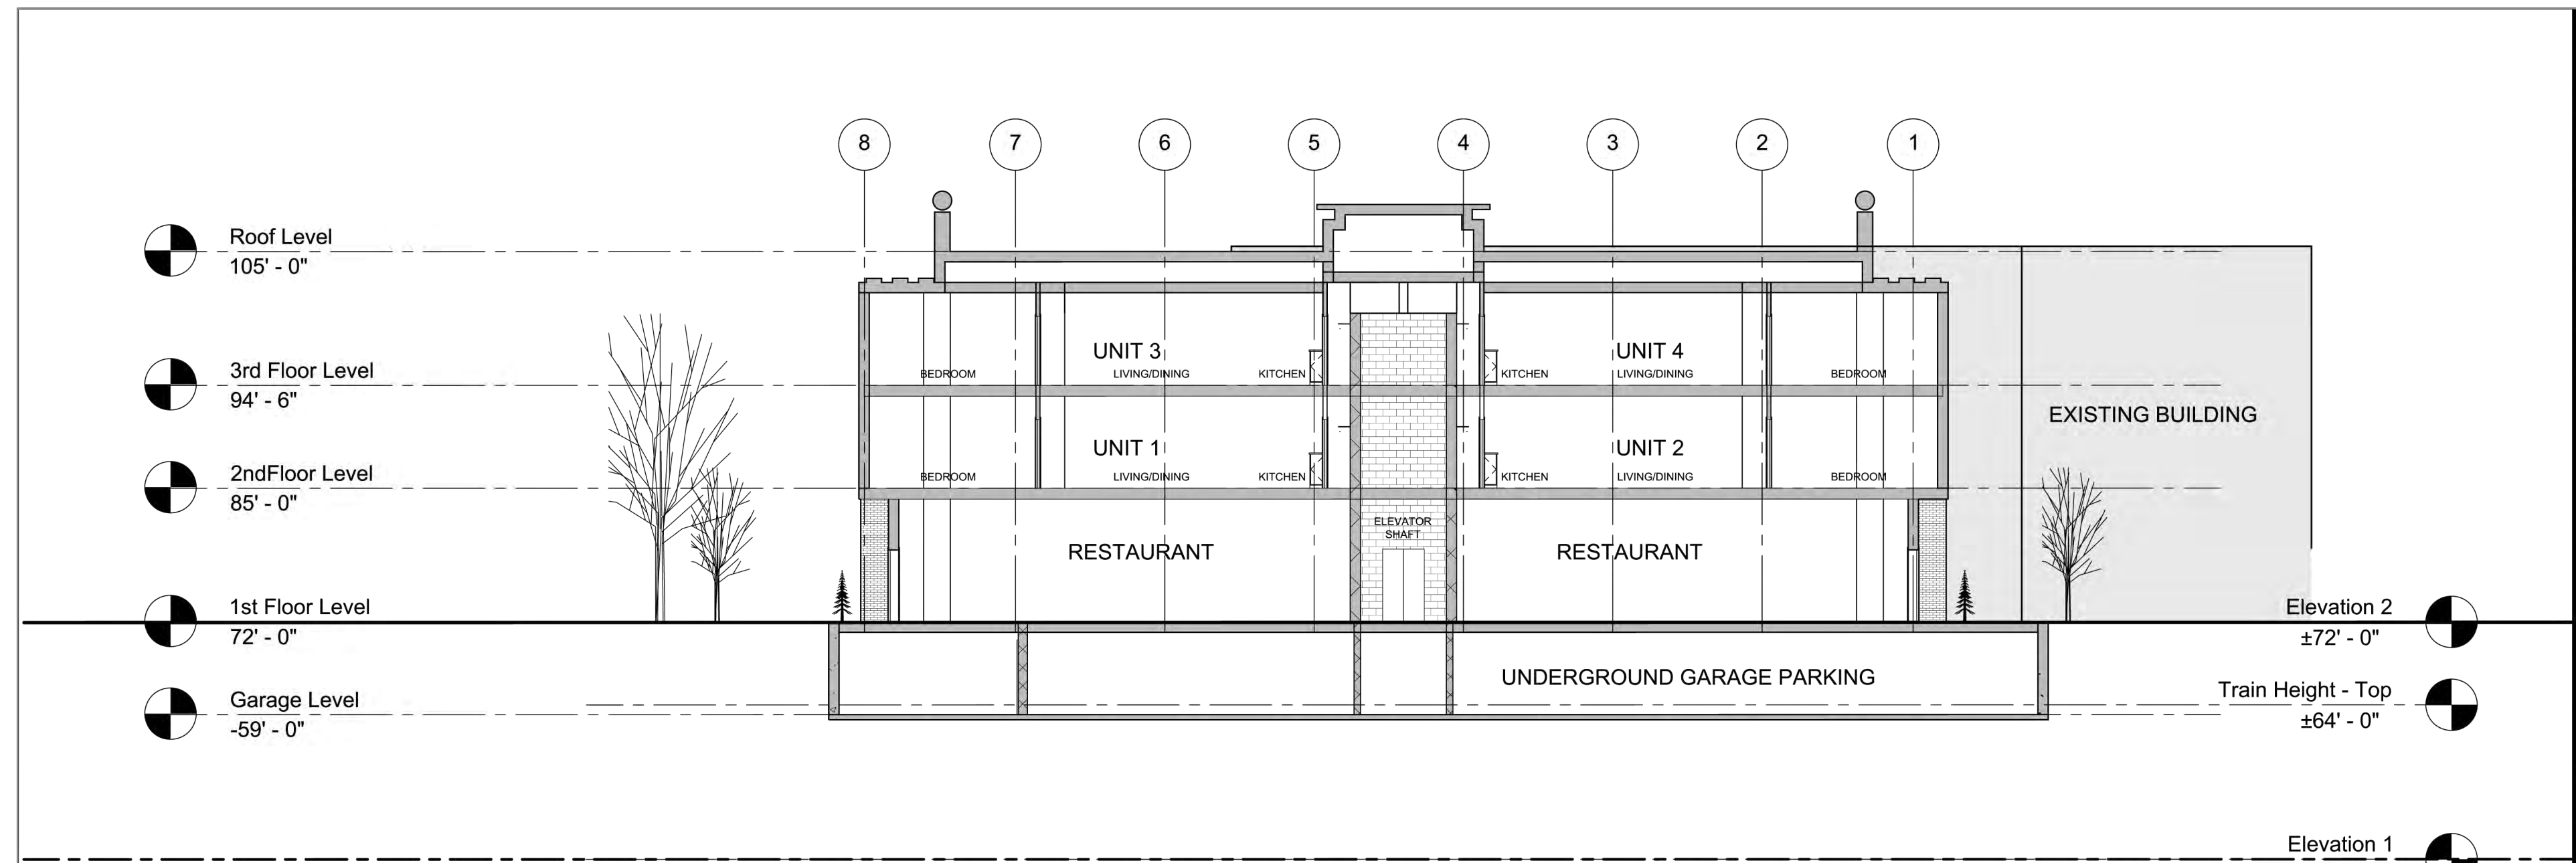 8 7 6 5 4 3 2 1
Roof Level
105' - 0"
3rd Floor Level
94' - 6"
2ndFloor Level
85' - 0"
1st Floor Level
72' - 0"
Garage Level
-59' - 0"
UNIT 3 UNIT 4
BEDROOM LIVING/DINING KITCHEN KITCHEN LIVING/DINING BEDROOM
EXISTING BUILDING
UNIT 1 UNIT 2
BEDROOM LIVING/DINING KITCHEN KITCHEN LIVING/DINING BEDROOM
ELEVATOR
SHAFT
RESTAURANT RESTAURANT
UNDERGROUND GARAGE PARKING
Elevation 2
±72' - 0"
Train Height - Top
±64' - 0"
Elevation 1